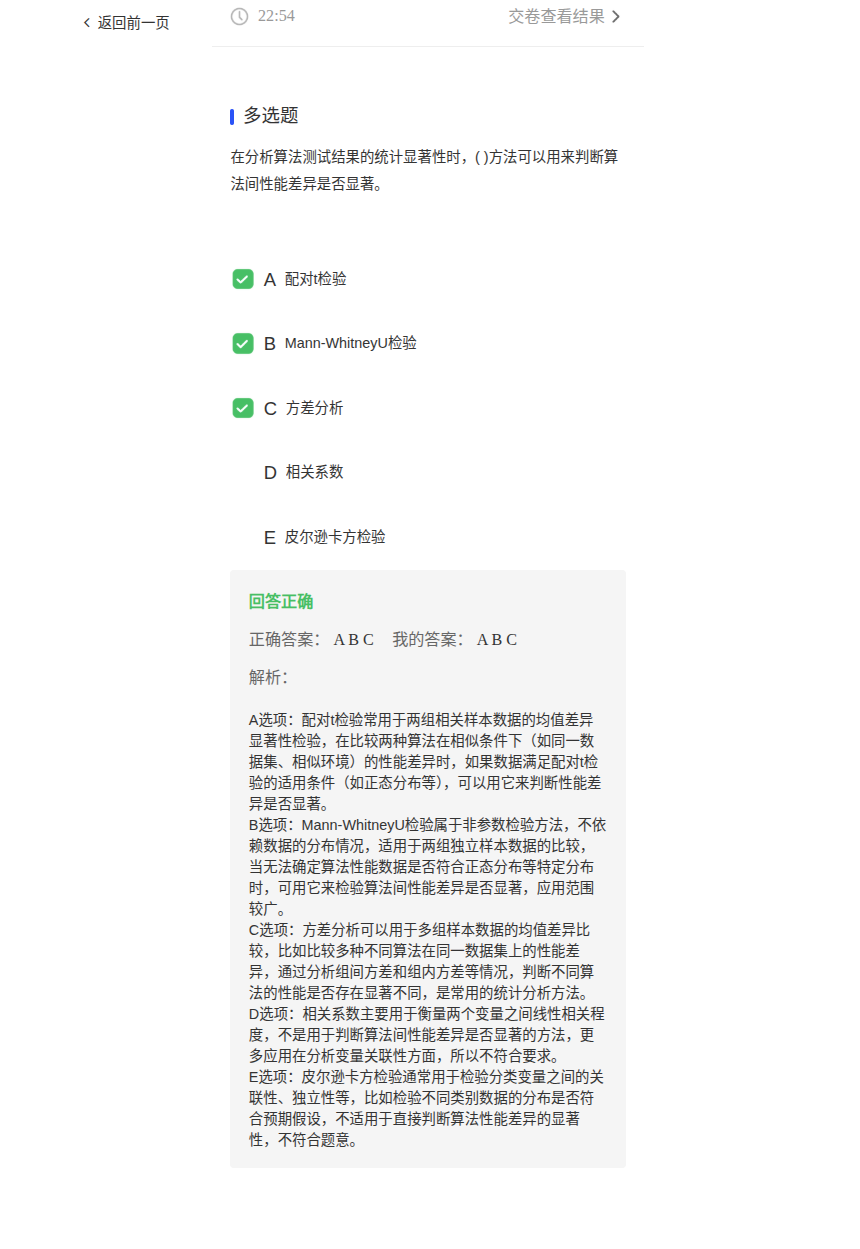 返回前一页
22:54 交卷查看结果
多选题
在分析算法测试结果的统计显著性时，( )方法可以用来判断算
法间性能差异是否显著。
A 配对t检验
B Mann-WhitneyU检验
C 方差分析
D 相关系数
E 皮尔逊卡方检验
回答正确
正确答案： A B C 我的答案： A B C
解析：
A选项：配对t检验常用于两组相关样本数据的均值差异
显著性检验，在比较两种算法在相似条件下（如同一数
据集、相似环境）的性能差异时，如果数据满足配对t检
验的适用条件（如正态分布等），可以用它来判断性能差
异是否显著。
B选项：Mann-WhitneyU检验属于非参数检验方法，不依
赖数据的分布情况，适用于两组独立样本数据的比较，
当无法确定算法性能数据是否符合正态分布等特定分布
时，可用它来检验算法间性能差异是否显著，应用范围
较广。
C选项：方差分析可以用于多组样本数据的均值差异比
较，比如比较多种不同算法在同一数据集上的性能差
异，通过分析组间方差和组内方差等情况，判断不同算
法的性能是否存在显著不同，是常用的统计分析方法。
D选项：相关系数主要用于衡量两个变量之间线性相关程
度，不是用于判断算法间性能差异是否显著的方法，更
多应用在分析变量关联性方面，所以不符合要求。
E选项：皮尔逊卡方检验通常用于检验分类变量之间的关
联性、独立性等，比如检验不同类别数据的分布是否符
合预期假设，不适用于直接判断算法性能差异的显著
性，不符合题意。